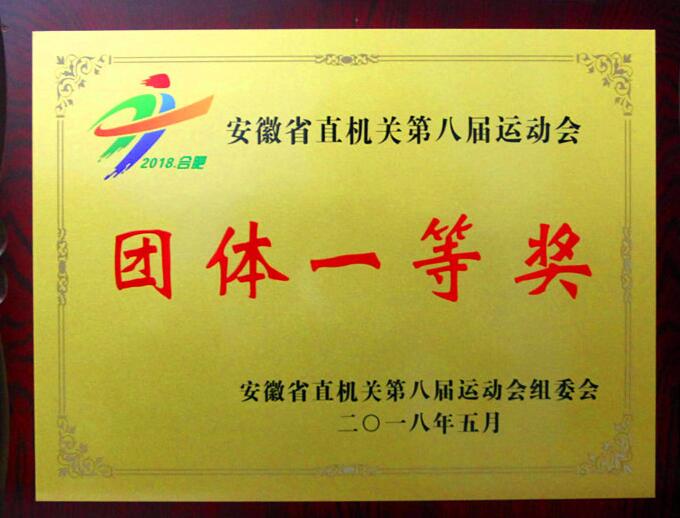 安徽省直机关第八届运动会
2018.合肥
团体一等奖
安徽省直机关第八届运动会组委会
二〇一八年五月